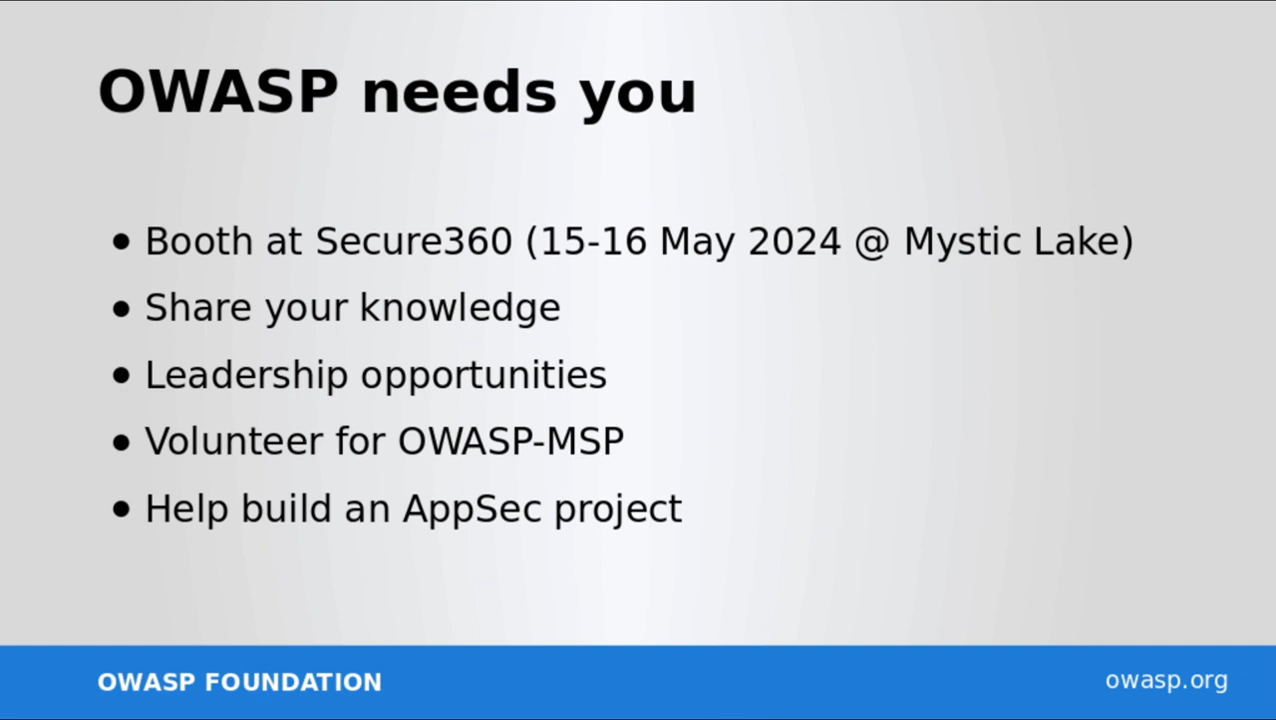 OWASP needs you
• Booth at Secure360 (15-16 May 2024 @ Mystic Lake)
• Share your knowledge
• Leadership opportunities
• Volunteer for OWASP-MSP
• Help build an AppSec project
OWASP FOUNDATION
owasp.org